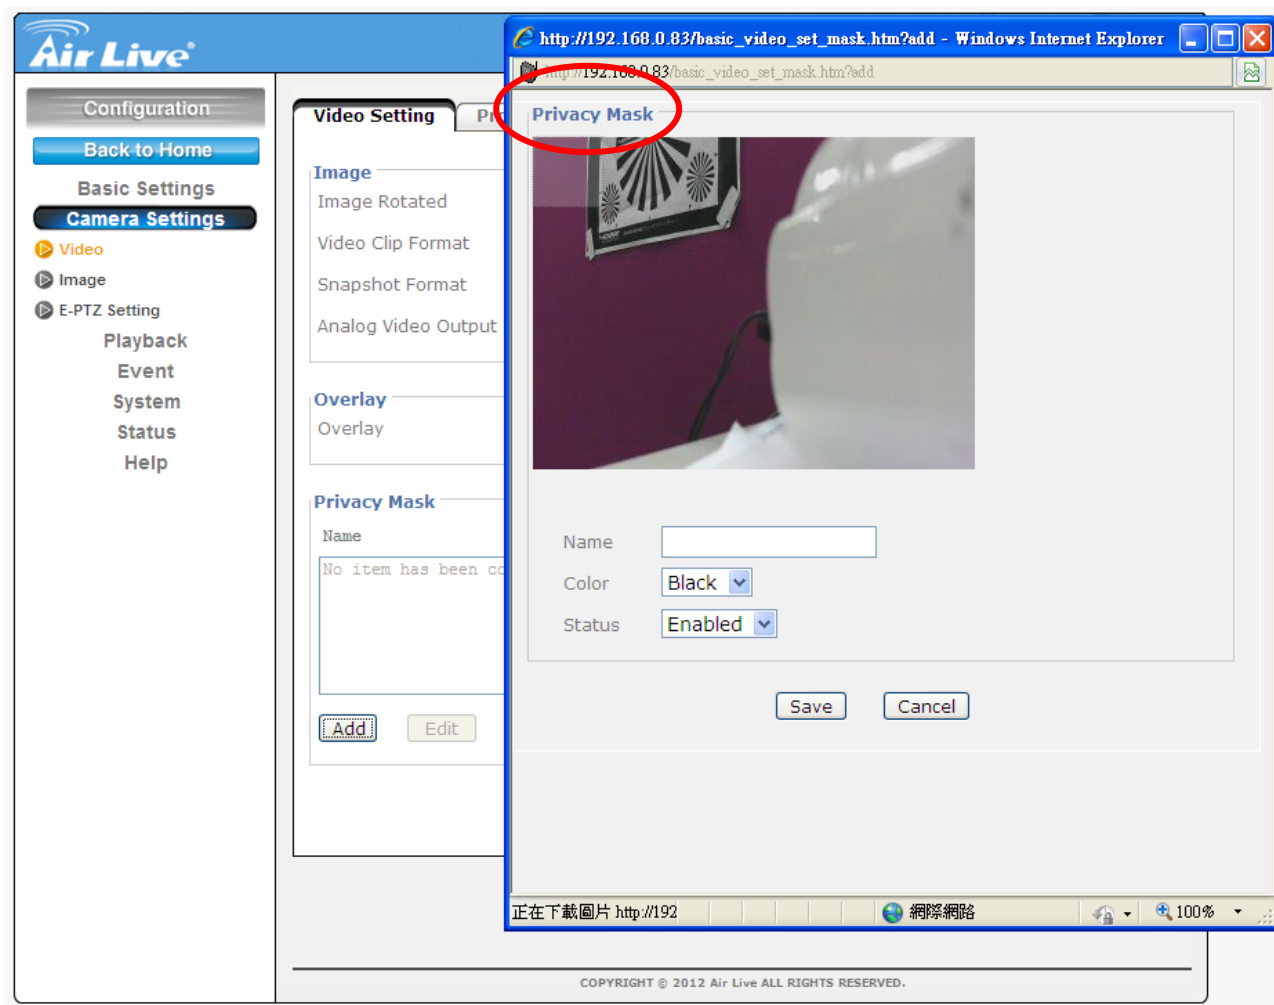 Air Live®
Configuration
Back to Home
Basic Settings
Camera Settings
Video
Image
E-PTZ Setting
Playback
Event
System
Status
Help
Video Setting
Image
Image Rotated
Video Clip Format
Snapshot Format
Analog Video Output
Overlay
Overlay
Privacy Mask
Name
No item has been
Add
Edit
http://192.168.0.83/basic_video_set_mask.htm?add - Windows Internet Explorer
http://192.168.0.83/basic_video_set_mask.htm?add
Privacy Mask
Name
Color
Black
Status
Enabled
Save
Cancel
正在下載圖片 http://192
網際網路
100%
COPYRIGHT © 2012 Air Live ALL RIGHTS RESERVED.